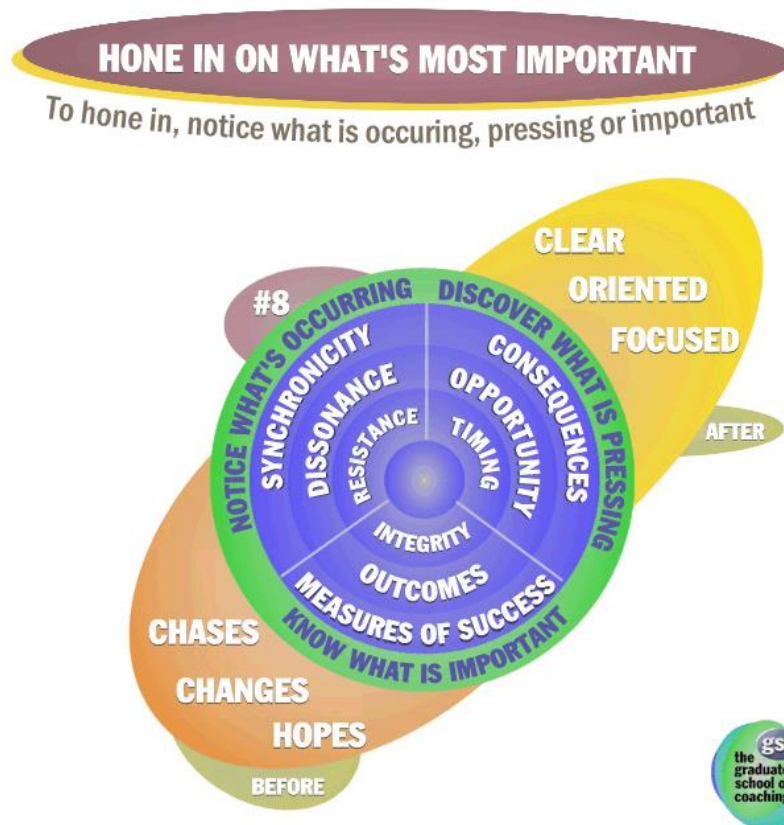 HONE IN ON WHAT'S MOST IMPORTANT
To hone in, notice what is occuring, pressing or important
CLEAR
ORIENTED
FOCUSED
AFTER
#8
NOTICE WHAT'S OCCURRING
SYNCHRONICITY
DISSONANCE
RESISTANCE
DISCOVER WHAT IS PRESSING
CONSEQUENCES
OPPORTUNITY
TIMING
INTEGRITY
OUTCOMES
MEASURES OF SUCCESS
KNOW WHAT IS IMPORTANT
CHASES
CHANGES
HOPES
BEFORE
gs
the
graduate
school o
coaching